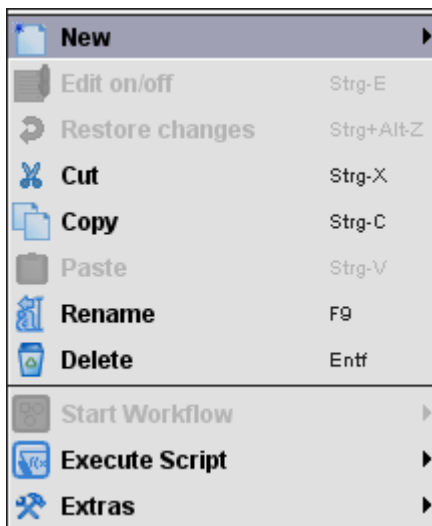 New
Edit on/off Strg-E
Restore changes Strg+Alt-Z
Cut Strg-X
Copy Strg-C
Paste Strg-V
Rename F9
Delete Entf
Start Workflow
Execute Script
Extras